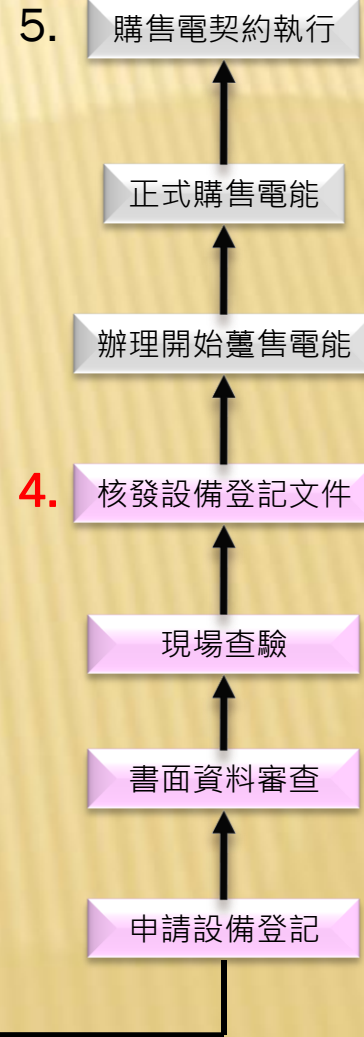 5. 購售電契約執行
正式購售電能
辦理開始躉售電能
4. 核發設備登記文件
現場查驗
書面資料審查
申請設備登記